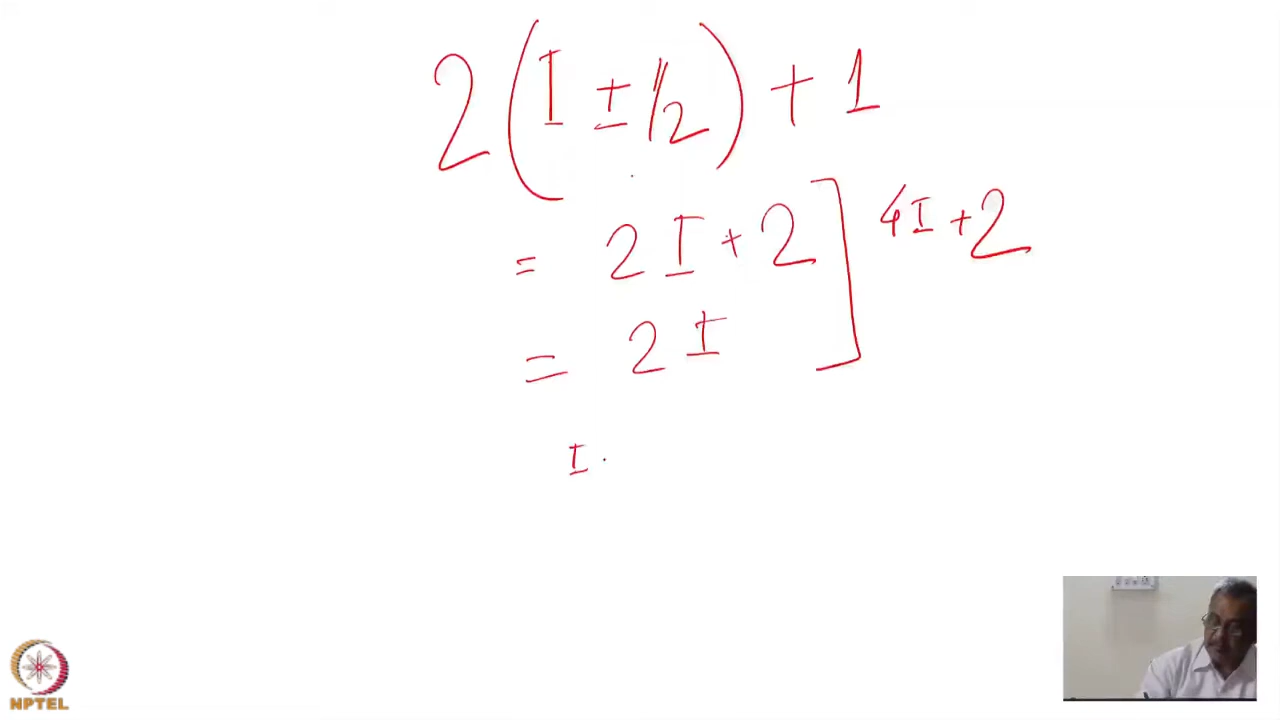 2(I ± 1/2) + 1
= 2I + 2 ] 4I + 2
= 2I
I .
NPTEL